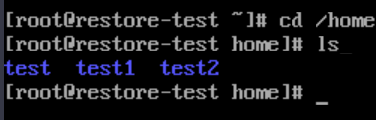 [root@restore-test ~]# cd /home
[root@restore-test home]# ls
test  test1  test2
[root@restore-test home]# _